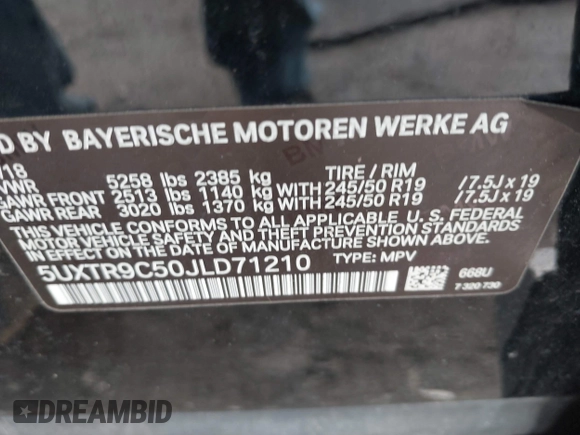 D BY BAYERISCHE MOTOREN WERKE AG
/18
VWR 5258 lbs 2385 kg TIRE / RIM
GAWR FRONT 2513 lbs 1140 kg WITH 245/50 R19 / 7.5J x 19
GAWR REAR 3020 lbs 1370 kg WITH 245/50 R19 / 7.5J x 19
THIS VEHICLE CONFORMS TO ALL APPLICABLE U. S. FEDERAL
MOTOR VEHICLE SAFETY AND THEFT PREVENTION STANDARDS
IN EFFECT ON THE DATE OF MANUFACTURE SHOWN ABOVE.
5UXTR9C50JLD71210 TYPE: MPV
668U
7 320 730
DREAMBID